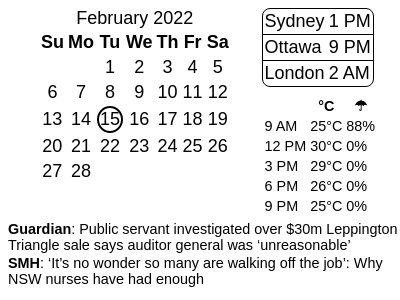 February 2022
Su Mo Tu We Th Fr Sa
1 2 3 4 5
6 7 8 9 10 11 12
13 14 15 16 17 18 19
20 21 22 23 24 25 26
27 28
Sydney 1 PM
Ottawa 9 PM
London 2 AM
°C ☂
9 AM 25°C 88%
12 PM 30°C 0%
3 PM 29°C 0%
6 PM 26°C 0%
9 PM 25°C 0%
Guardian: Public servant investigated over $30m Leppington
Triangle sale says auditor general was ‘unreasonable’
SMH: ‘It’s no wonder so many are walking off the job’: Why
NSW nurses have had enough